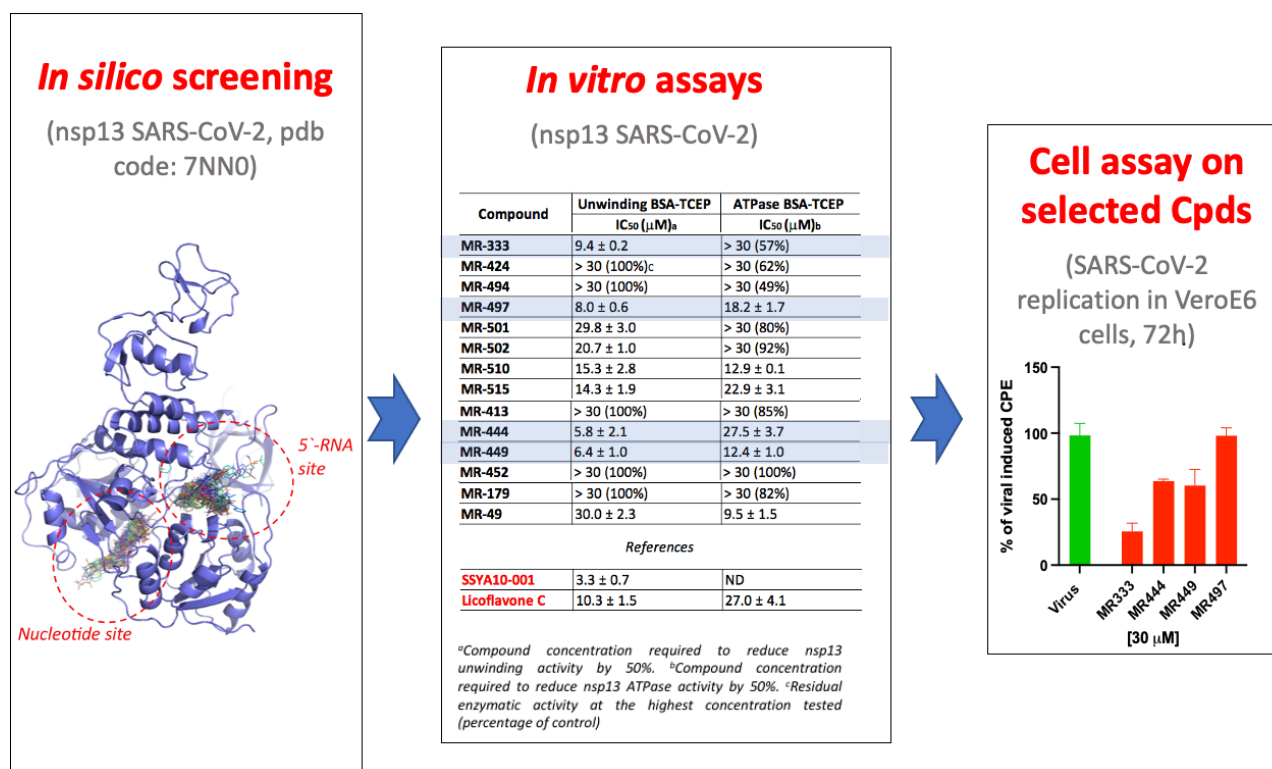 In silico screening
(nsp13 SARS-CoV-2, pdb
code: 7NN0)
5`-RNA
site
Nucleotide site
In vitro assays
(nsp13 SARS-CoV-2)
Compound Unwinding BSA-TCEP ATPase BSA-TCEP
IC50 (μM)a IC50 (μM)b
MR-333 9.4 ± 0.2 > 30 (57%)
MR-424 > 30 (100%)c > 30 (62%)
MR-494 > 30 (100%) > 30 (49%)
MR-497 8.0 ± 0.6 18.2 ± 1.7
MR-501 29.8 ± 3.0 > 30 (80%)
MR-502 20.7 ± 1.0 > 30 (92%)
MR-510 15.3 ± 2.8 12.9 ± 0.1
MR-515 14.3 ± 1.9 22.9 ± 3.1
MR-413 > 30 (100%) > 30 (85%)
MR-444 5.8 ± 2.1 27.5 ± 3.7
MR-449 6.4 ± 1.0 12.4 ± 1.0
MR-452 > 30 (100%) > 30 (100%)
MR-179 > 30 (100%) > 30 (82%)
MR-49 30.0 ± 2.3 9.5 ± 1.5
References
SSYA10-001 3.3 ± 0.7 ND
Licoflavone C 10.3 ± 1.5 27.0 ± 4.1
aCompound concentration required to reduce nsp13
unwinding activity by 50%. bCompound concentration
required to reduce nsp13 ATPase activity by 50%. cResidual
enzymatic activity at the highest concentration tested
(percentage of control)
Cell assay on
selected Cpds
(SARS-CoV-2
replication in VeroE6
cells, 72h)
% of viral induced CPE
150
100
50
0
Virus
MR333
MR444
MR449
MR497
[30 μM]